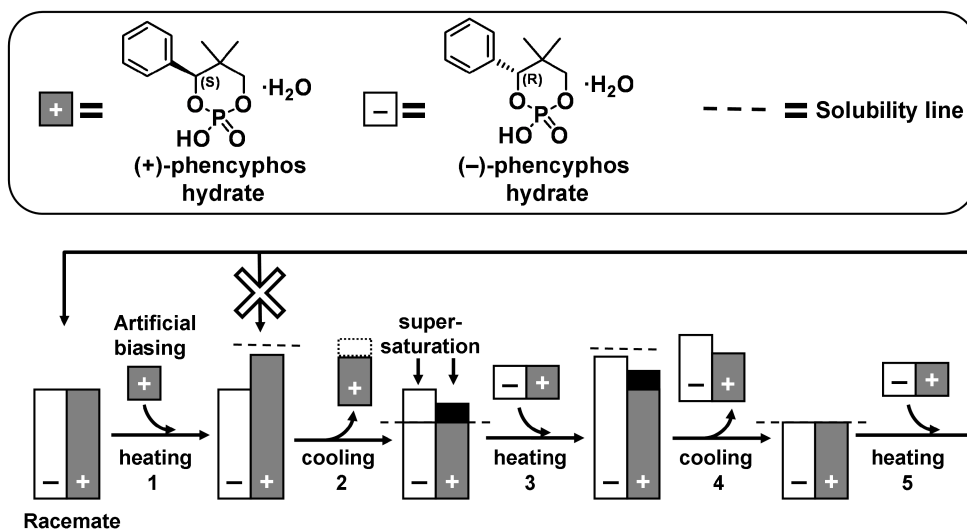 (S)
·H₂O
O O
P
HO O
+ =
(+)-phencyphos
hydrate
(R)
·H₂O
O O
P
HO O
− =
(−)-phencyphos
hydrate
= Solubility line
Artificial
biasing
+
super-
saturation
+
− +
− +
− +
heating
1
cooling
2
heating
3
cooling
4
heating
5
− +
− +
− +
− +
− +
Racemate